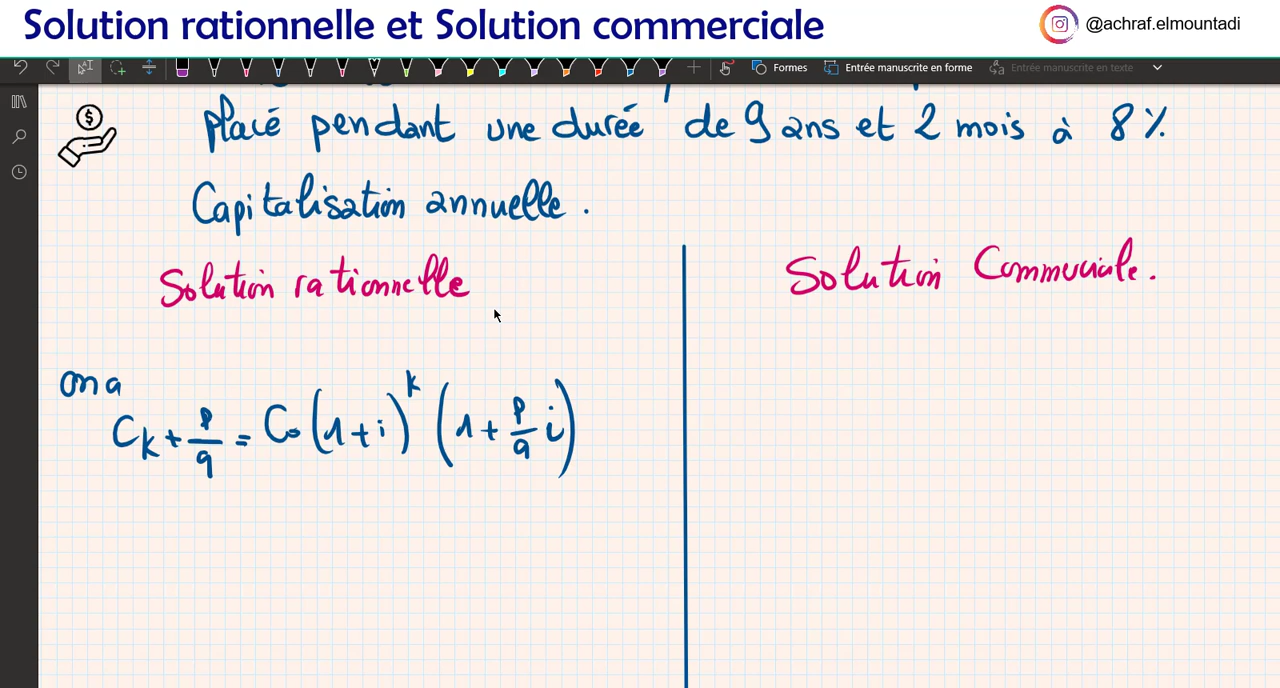 Solution rationnelle et Solution commerciale
@achraf.elmountadi
Formes
Entrée manuscrite en forme
Entrée manuscrite en texte
placé pendant une durée de 9 ans et 2 mois à 8 %
Capitalisation annuelle.
Solution rationnelle
Solution Commerciale.
on a
C k + p/q = C₀ (1 + i)^k (1 + p/q i)